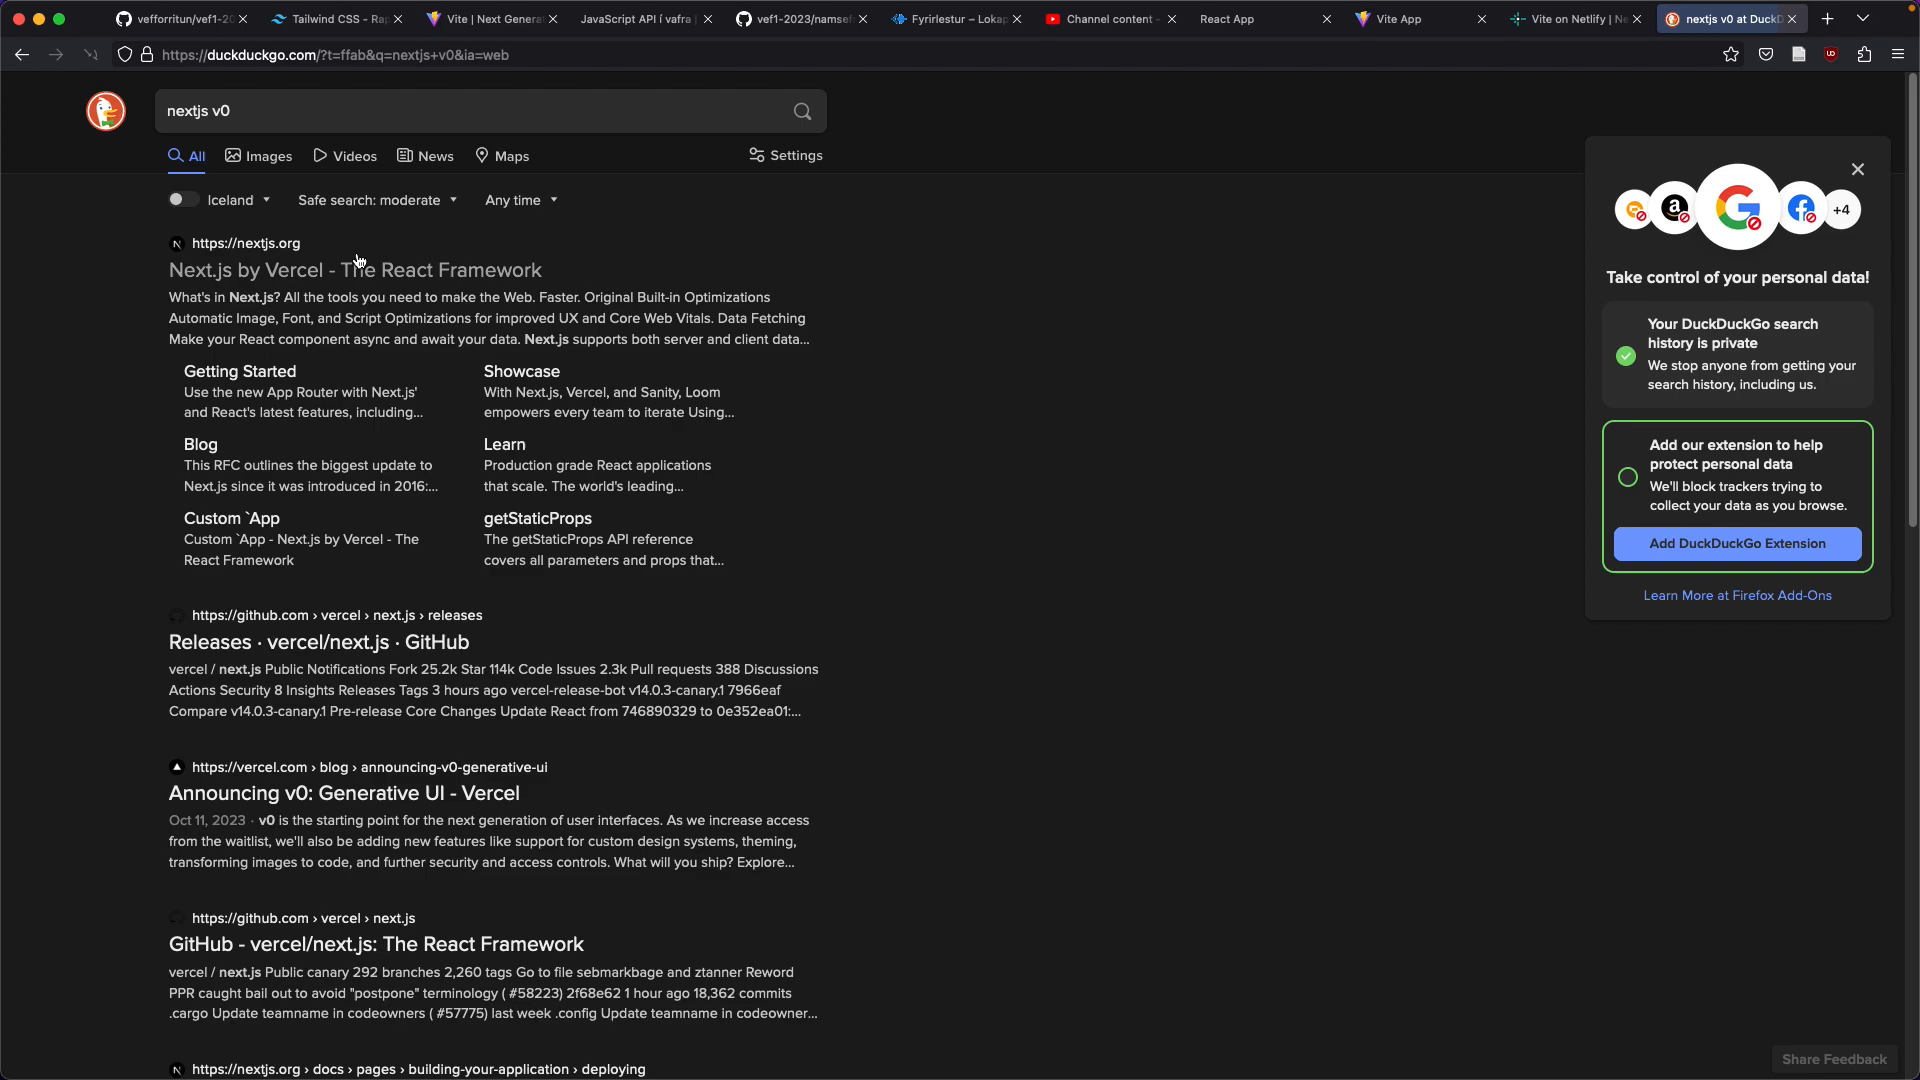 vefforritun/vef1-20
Tailwind CSS - Rap
Vite | Next Generat
JavaScript API í vafra
vef1-2023/namsef
Fyrirlestur – Lokap
Channel content -
React App
Vite App
Vite on Netlify | Ne
nextjs v0 at DuckD
https://duckduckgo.com/?t=ffab&q=nextjs+v0&ia=web
nextjs v0
All
Images
Videos
News
Maps
Settings
Iceland
Safe search: moderate
Any time
https://nextjs.org
Next.js by Vercel - The React Framework
What's in Next.js? All the tools you need to make the Web. Faster. Original Built-in Optimizations
Automatic Image, Font, and Script Optimizations for improved UX and Core Web Vitals. Data Fetching
Make your React component async and await your data. Next.js supports both server and client data...
Getting Started
Use the new App Router with Next.js'
and React's latest features, including...
Showcase
With Next.js, Vercel, and Sanity, Loom
empowers every team to iterate Using...
Blog
This RFC outlines the biggest update to
Next.js since it was introduced in 2016:...
Learn
Production grade React applications
that scale. The world's leading...
Custom `App
Custom `App - Next.js by Vercel - The
React Framework
getStaticProps
The getStaticProps API reference
covers all parameters and props that...
https://github.com › vercel › next.js › releases
Releases · vercel/next.js · GitHub
vercel / next.js Public Notifications Fork 25.2k Star 114k Code Issues 2.3k Pull requests 388 Discussions
Actions Security 8 Insights Releases Tags 3 hours ago vercel-release-bot v14.0.3-canary.1 7966eaf
Compare v14.0.3-canary.1 Pre-release Core Changes Update React from 746890329 to 0e352ea01:...
https://vercel.com › blog › announcing-v0-generative-ui
Announcing v0: Generative UI - Vercel
Oct 11, 2023 · v0 is the starting point for the next generation of user interfaces. As we increase access
from the waitlist, we'll also be adding new features like support for custom design systems, theming,
transforming images to code, and further security and access controls. What will you ship? Explore...
https://github.com › vercel › next.js
GitHub - vercel/next.js: The React Framework
vercel / next.js Public canary 292 branches 2,260 tags Go to file sebmarkbage and ztanner Reword
PPR caught bail out to avoid "postpone" terminology ( #58223) 2f68e62 1 hour ago 18,362 commits
.cargo Update teamname in codeowners ( #57775) last week .config Update teamname in codeowner...
https://nextjs.org › docs › pages › building-your-application › deploying
+4
Take control of your personal data!
Your DuckDuckGo search
history is private
We stop anyone from getting your
search history, including us.
Add our extension to help
protect personal data
We'll block trackers trying to
collect your data as you browse.
Add DuckDuckGo Extension
Learn More at Firefox Add-Ons
Share Feedback